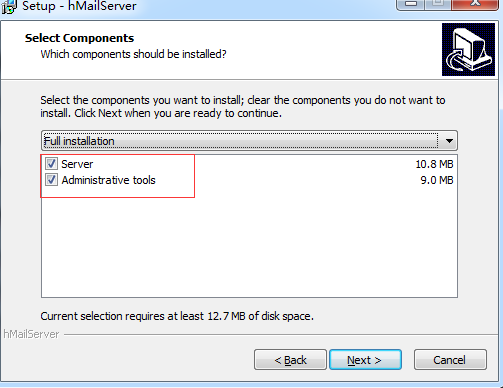 Setup - hMailServer
Select Components
Which components should be installed?
Select the components you want to install; clear the components you do not want to
install. Click Next when you are ready to continue.
Full installation
Server 10.8 MB
Administrative tools 9.0 MB
Current selection requires at least 12.7 MB of disk space.
hMailServer
< Back Next > Cancel